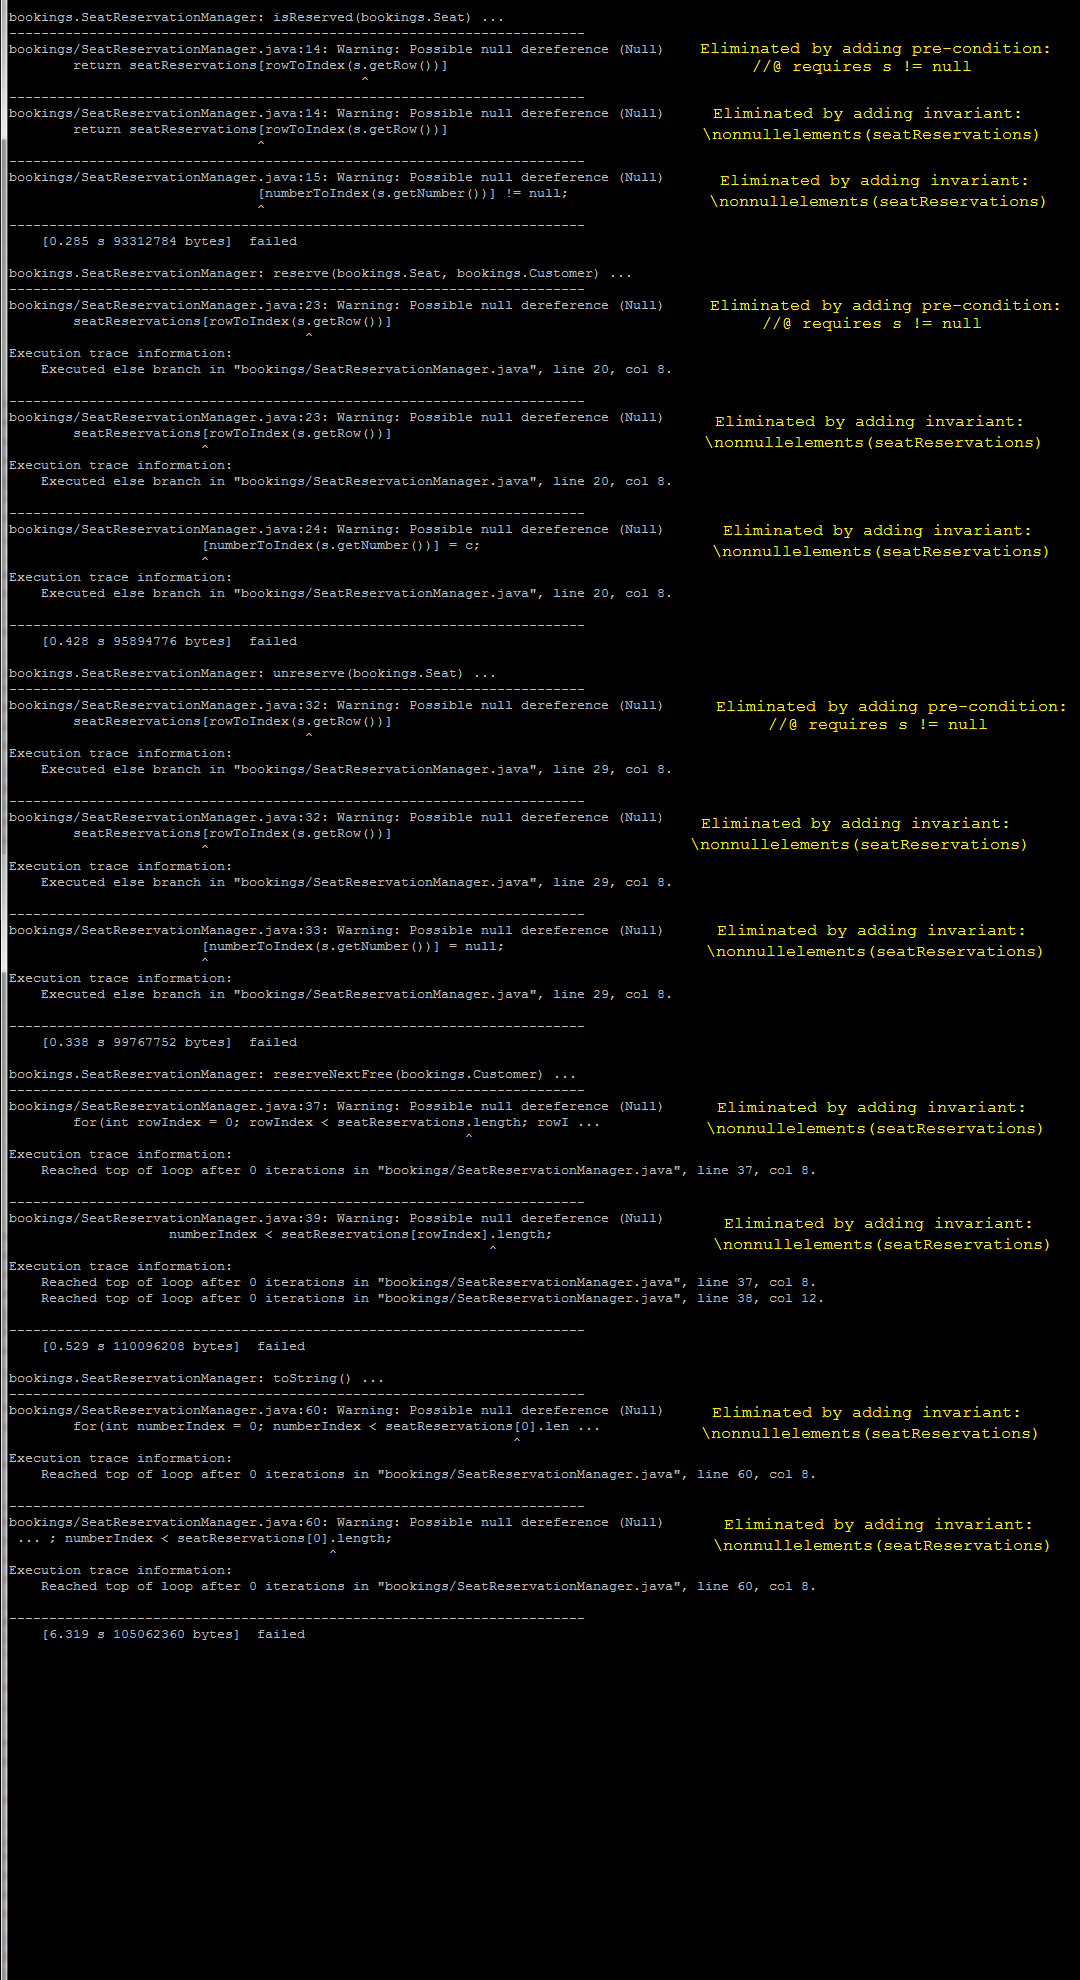 bookings.SeatReservationManager: isReserved(bookings.Seat) ...
------------------------------------------------------------------------
bookings/SeatReservationManager.java:14: Warning: Possible null dereference (Null) Eliminated by adding pre-condition:
return seatReservations[rowToIndex(s.getRow())] //@ requires s != null
^
------------------------------------------------------------------------
bookings/SeatReservationManager.java:14: Warning: Possible null dereference (Null) Eliminated by adding invariant:
return seatReservations[rowToIndex(s.getRow())] \nonnullelements(seatReservations)
^
------------------------------------------------------------------------
bookings/SeatReservationManager.java:15: Warning: Possible null dereference (Null) Eliminated by adding invariant:
[numberToIndex(s.getNumber())] != null; \nonnullelements(seatReservations)
^
------------------------------------------------------------------------
[0.285 s 93312784 bytes]  failed
bookings.SeatReservationManager: reserve(bookings.Seat, bookings.Customer) ...
------------------------------------------------------------------------
bookings/SeatReservationManager.java:23: Warning: Possible null dereference (Null) Eliminated by adding pre-condition:
seatReservations[rowToIndex(s.getRow())] //@ requires s != null
^
Execution trace information:
Executed else branch in "bookings/SeatReservationManager.java", line 20, col 8.
------------------------------------------------------------------------
bookings/SeatReservationManager.java:23: Warning: Possible null dereference (Null) Eliminated by adding invariant:
seatReservations[rowToIndex(s.getRow())] \nonnullelements(seatReservations)
^
Execution trace information:
Executed else branch in "bookings/SeatReservationManager.java", line 20, col 8.
------------------------------------------------------------------------
bookings/SeatReservationManager.java:24: Warning: Possible null dereference (Null) Eliminated by adding invariant:
[numberToIndex(s.getNumber())] = c; \nonnullelements(seatReservations)
^
Execution trace information:
Executed else branch in "bookings/SeatReservationManager.java", line 20, col 8.
------------------------------------------------------------------------
[0.428 s 95894776 bytes]  failed
bookings.SeatReservationManager: unreserve(bookings.Seat) ...
------------------------------------------------------------------------
bookings/SeatReservationManager.java:32: Warning: Possible null dereference (Null) Eliminated by adding pre-condition:
seatReservations[rowToIndex(s.getRow())] //@ requires s != null
^
Execution trace information:
Executed else branch in "bookings/SeatReservationManager.java", line 29, col 8.
------------------------------------------------------------------------
bookings/SeatReservationManager.java:32: Warning: Possible null dereference (Null) Eliminated by adding invariant:
seatReservations[rowToIndex(s.getRow())] \nonnullelements(seatReservations)
^
Execution trace information:
Executed else branch in "bookings/SeatReservationManager.java", line 29, col 8.
------------------------------------------------------------------------
bookings/SeatReservationManager.java:33: Warning: Possible null dereference (Null) Eliminated by adding invariant:
[numberToIndex(s.getNumber())] = null; \nonnullelements(seatReservations)
^
Execution trace information:
Executed else branch in "bookings/SeatReservationManager.java", line 29, col 8.
------------------------------------------------------------------------
[0.338 s 99767752 bytes]  failed
bookings.SeatReservationManager: reserveNextFree(bookings.Customer) ...
------------------------------------------------------------------------
bookings/SeatReservationManager.java:37: Warning: Possible null dereference (Null) Eliminated by adding invariant:
for(int rowIndex = 0; rowIndex < seatReservations.length; rowI ... \nonnullelements(seatReservations)
^
Execution trace information:
Reached top of loop after 0 iterations in "bookings/SeatReservationManager.java", line 37, col 8.
------------------------------------------------------------------------
bookings/SeatReservationManager.java:39: Warning: Possible null dereference (Null) Eliminated by adding invariant:
numberIndex < seatReservations[rowIndex].length; \nonnullelements(seatReservations)
^
Execution trace information:
Reached top of loop after 0 iterations in "bookings/SeatReservationManager.java", line 37, col 8.
Reached top of loop after 0 iterations in "bookings/SeatReservationManager.java", line 38, col 12.
------------------------------------------------------------------------
[0.529 s 110096208 bytes]  failed
bookings.SeatReservationManager: toString() ...
------------------------------------------------------------------------
bookings/SeatReservationManager.java:60: Warning: Possible null dereference (Null) Eliminated by adding invariant:
for(int numberIndex = 0; numberIndex < seatReservations[0].len ... \nonnullelements(seatReservations)
^
Execution trace information:
Reached top of loop after 0 iterations in "bookings/SeatReservationManager.java", line 60, col 8.
------------------------------------------------------------------------
bookings/SeatReservationManager.java:60: Warning: Possible null dereference (Null) Eliminated by adding invariant:
... ; numberIndex < seatReservations[0].length; \nonnullelements(seatReservations)
^
Execution trace information:
Reached top of loop after 0 iterations in "bookings/SeatReservationManager.java", line 60, col 8.
------------------------------------------------------------------------
[6.319 s 105062360 bytes]  failed